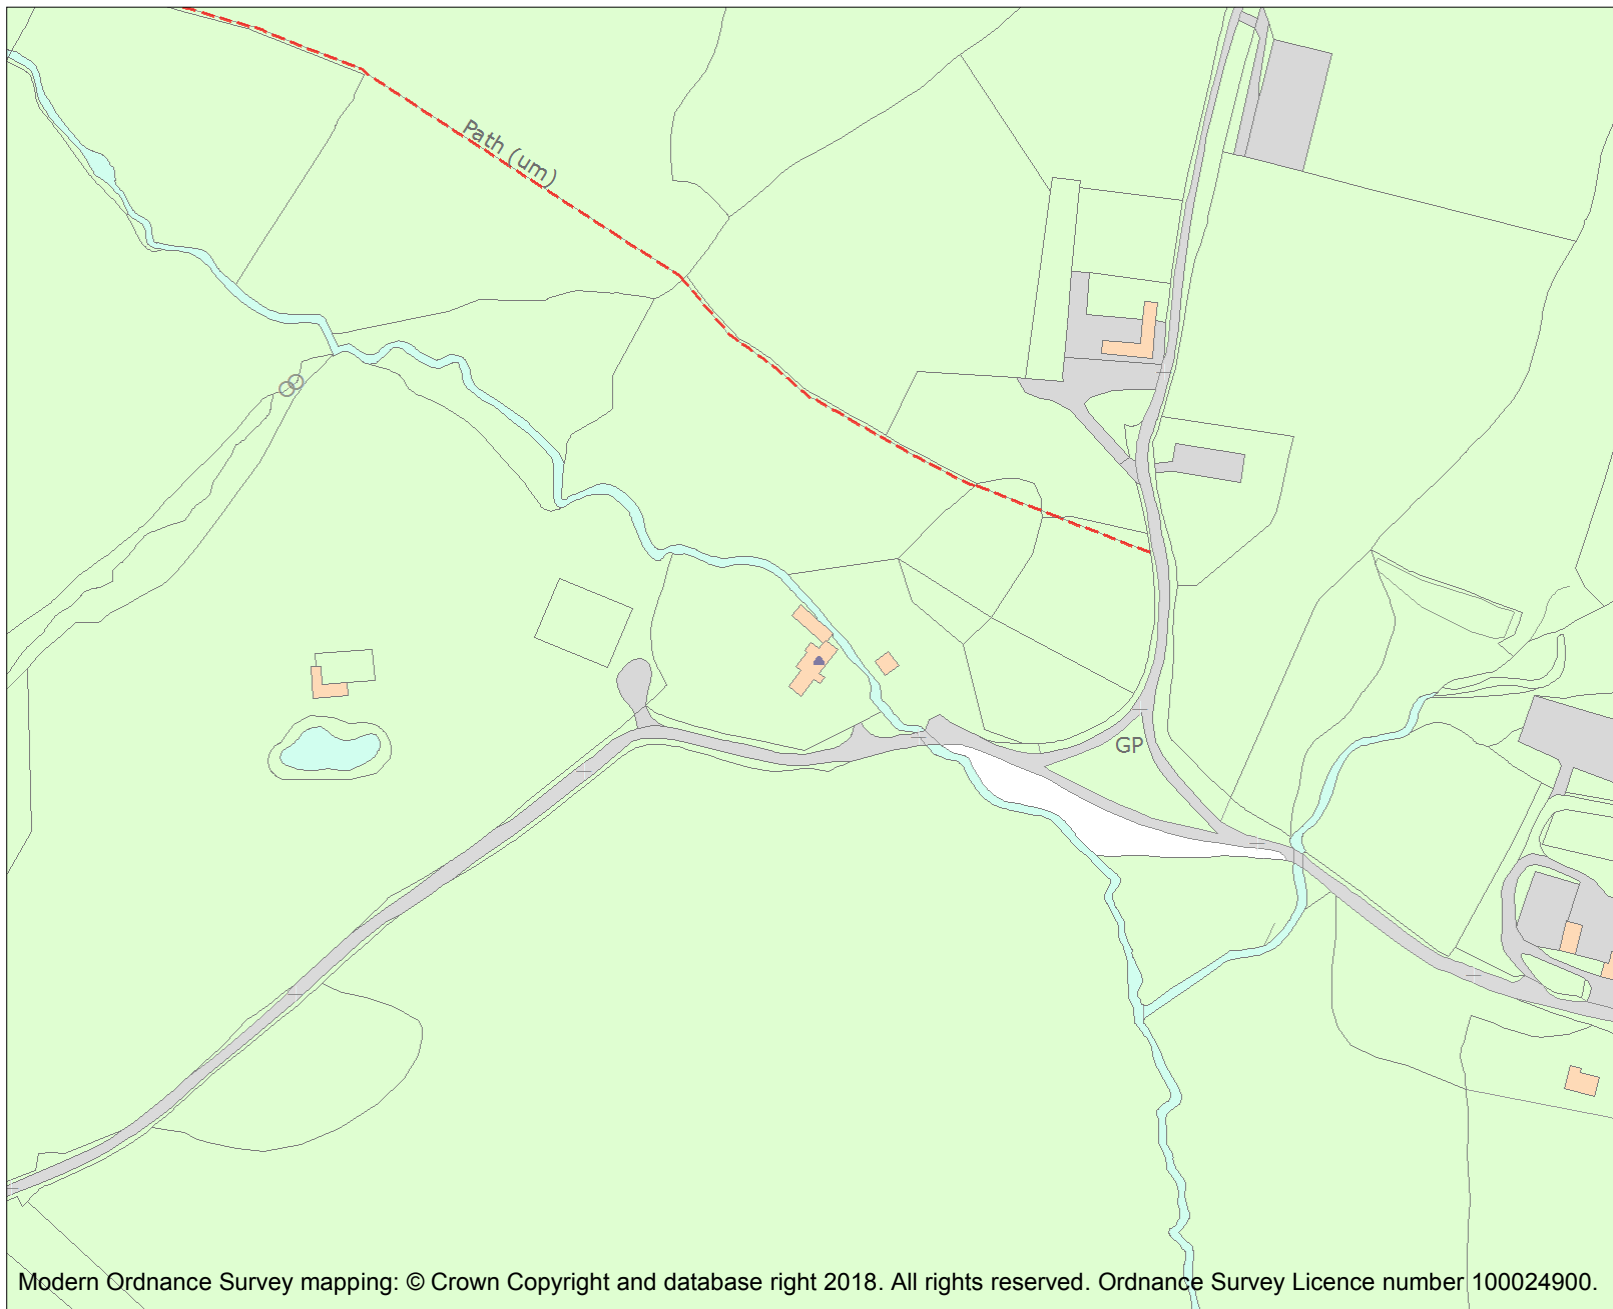 Path (um)
GP
Modern Ordnance Survey mapping: © Crown Copyright and database right 2018. All rights reserved. Ordnance Survey Licence number 100024900.